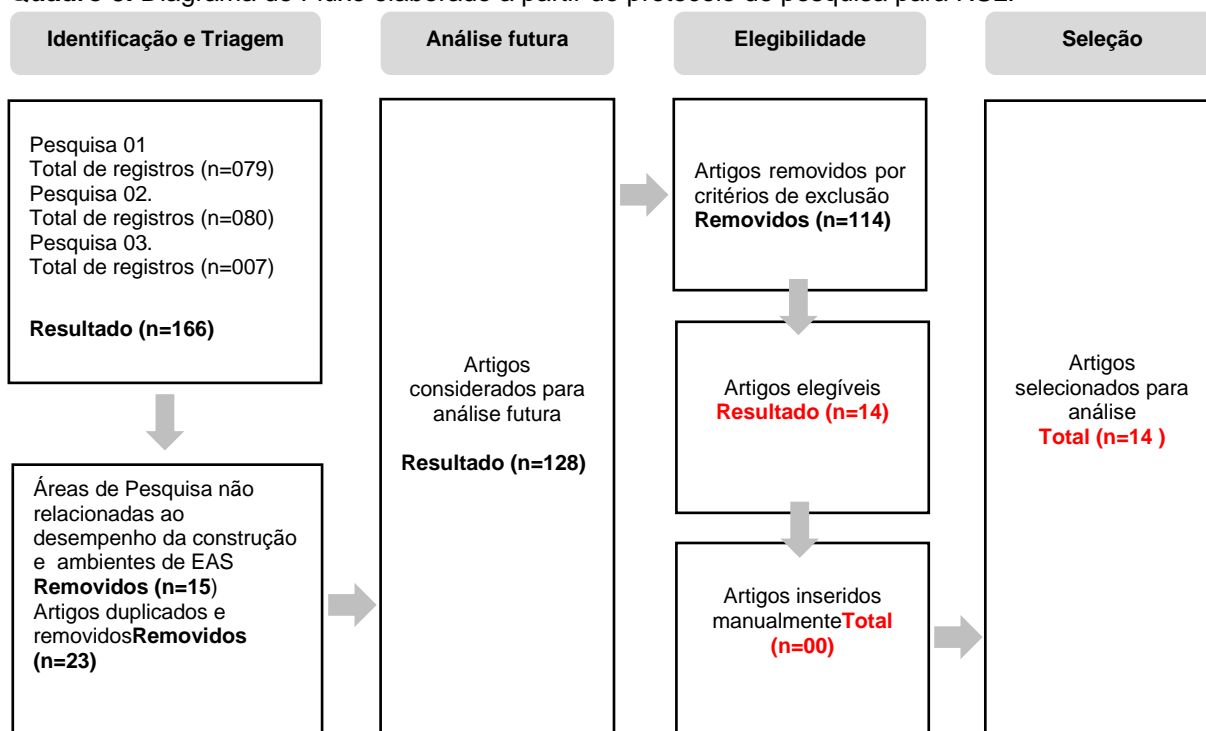 Quadro 3. Diagrama de Fluxo elaborado a partir do protocolo de pesquisa para RSL.
Identificação e Triagem
Análise futura
Elegibilidade
Seleção
Pesquisa 01
Total de registros (n=079)
Pesquisa 02.
Total de registros (n=080)
Pesquisa 03.
Total de registros (n=007)
Resultado (n=166)
Áreas de Pesquisa não
relacionadas ao
desempenho da construção
e ambientes de EAS
Removidos (n=15)
Artigos duplicados e
removidosRemovidos
(n=23)
Artigos
considerados para
análise futura
Resultado (n=128)
Artigos removidos por
critérios de exclusão
Removidos (n=114)
Artigos elegíveis
Resultado (n=14)
Artigos inseridos
manualmenteTotal
(n=00)
Artigos
selecionados para
análise
Total (n=14 )